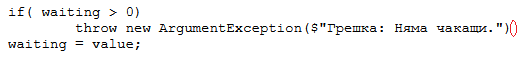 if( waiting > 0)
throw new ArgumentException($"Грешка: Няма чакащи.")()
waiting = value;